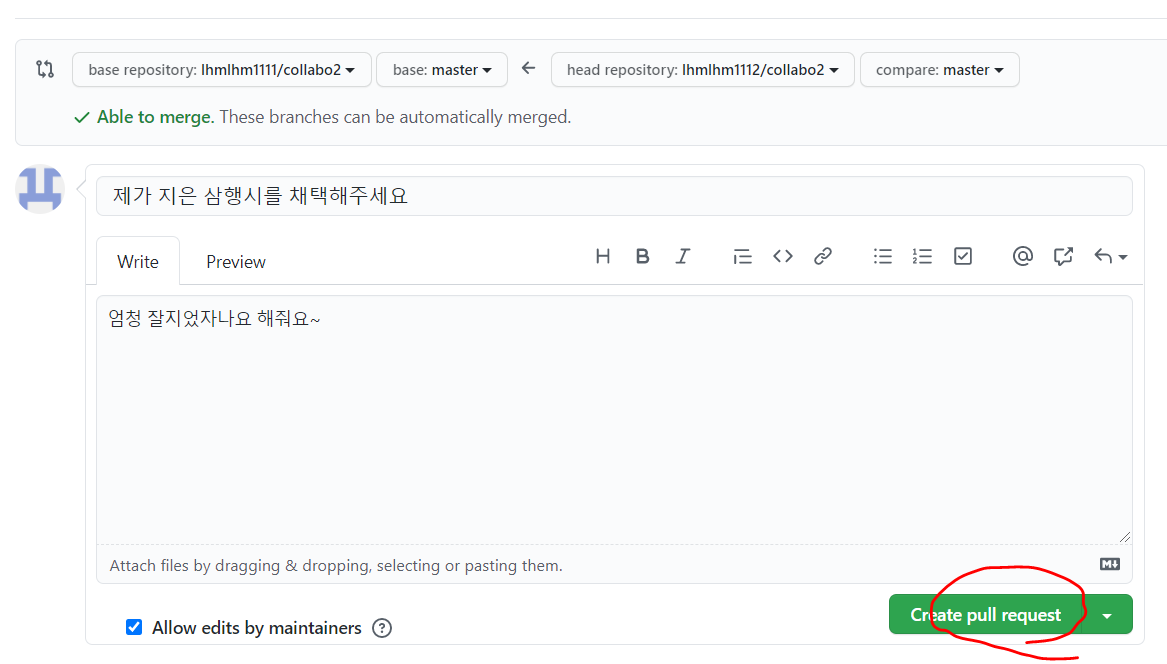 base repository: lhmlhm1111/collabo2 base: master head repository: lhmlhm1112/collabo2 compare: master
Able to merge. These branches can be automatically merged.
제가 지은 삼행시를 채택해주세요
Write Preview
엄청 잘지었자나요 해줘요~
Attach files by dragging & dropping, selecting or pasting them.
Allow edits by maintainers
Create pull request